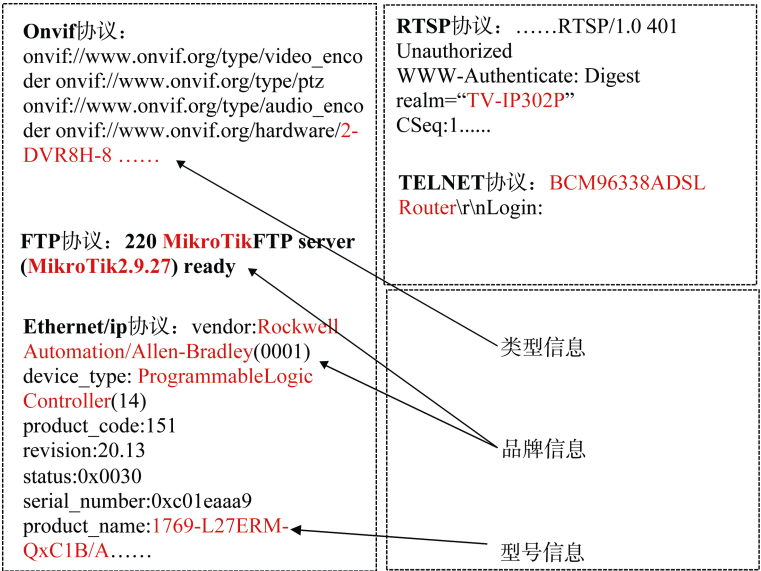 Onvif协议：
onvif://www.onvif.org/type/video_enco
der onvif://www.onvif.org/type/ptz
onvif://www.onvif.org/type/audio_enco
der onvif://www.onvif.org/hardware/2-
DVR8H-8 ……
FTP协议：220 MikroTikFTP server
(MikroTik2.9.27) ready
Ethernet/ip协议：vendor:Rockwell
Automation/Allen-Bradley(0001)
device_type: ProgrammableLogic
Controller(14)
product_code:151
revision:20.13
status:0x0030
serial_number:0xc01eaaa9
product_name:1769-L27ERM-
QxC1B/A……
RTSP协议：……RTSP/1.0 401
Unauthorized
WWW-Authenticate: Digest
realm=“TV-IP302P”
CSeq:1......
TELNET协议：BCM96338ADSL
Router\r\nLogin:
类型信息
品牌信息
型号信息